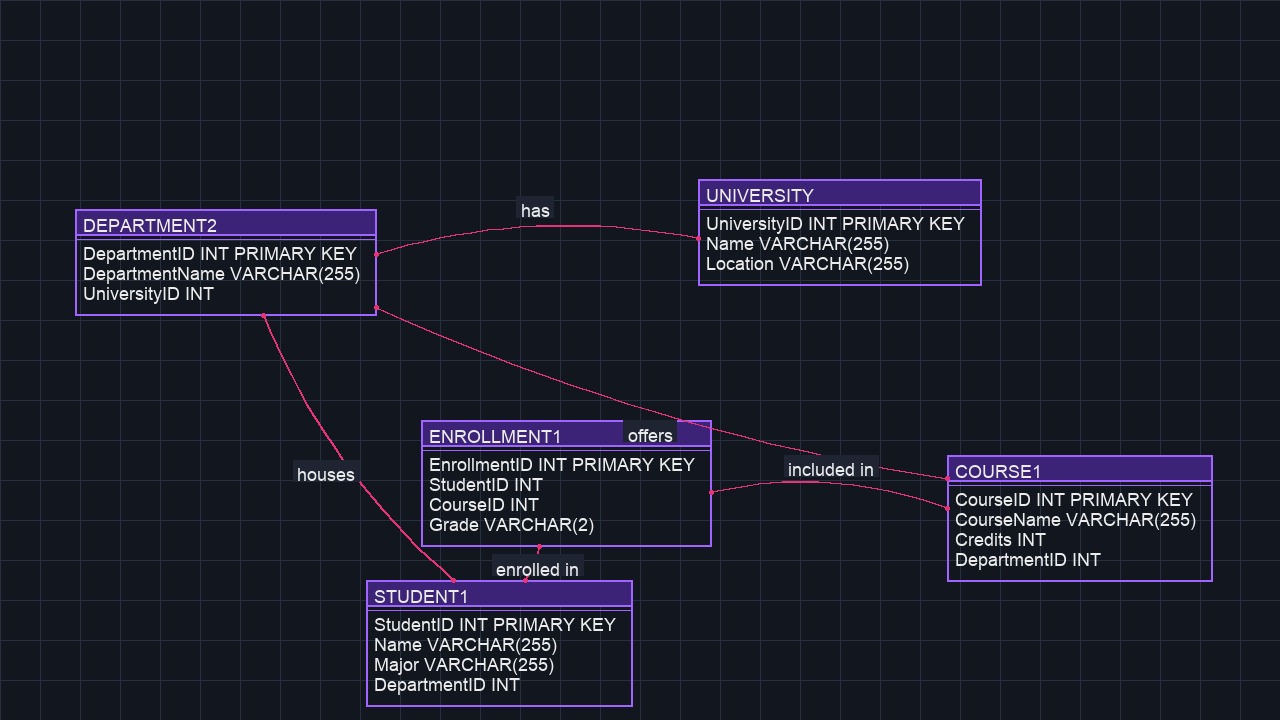 has
UNIVERSITY
UniversityID INT PRIMARY KEY
Name VARCHAR(255)
Location VARCHAR(255)
DEPARTMENT2
DepartmentID INT PRIMARY KEY
DepartmentName VARCHAR(255)
UniversityID INT
ENROLLMENT1
offers
EnrollmentID INT PRIMARY KEY
StudentID INT
CourseID INT
Grade VARCHAR(2)
included in
COURSE1
CourseID INT PRIMARY KEY
CourseName VARCHAR(255)
Credits INT
DepartmentID INT
houses
enrolled in
STUDENT1
StudentID INT PRIMARY KEY
Name VARCHAR(255)
Major VARCHAR(255)
DepartmentID INT